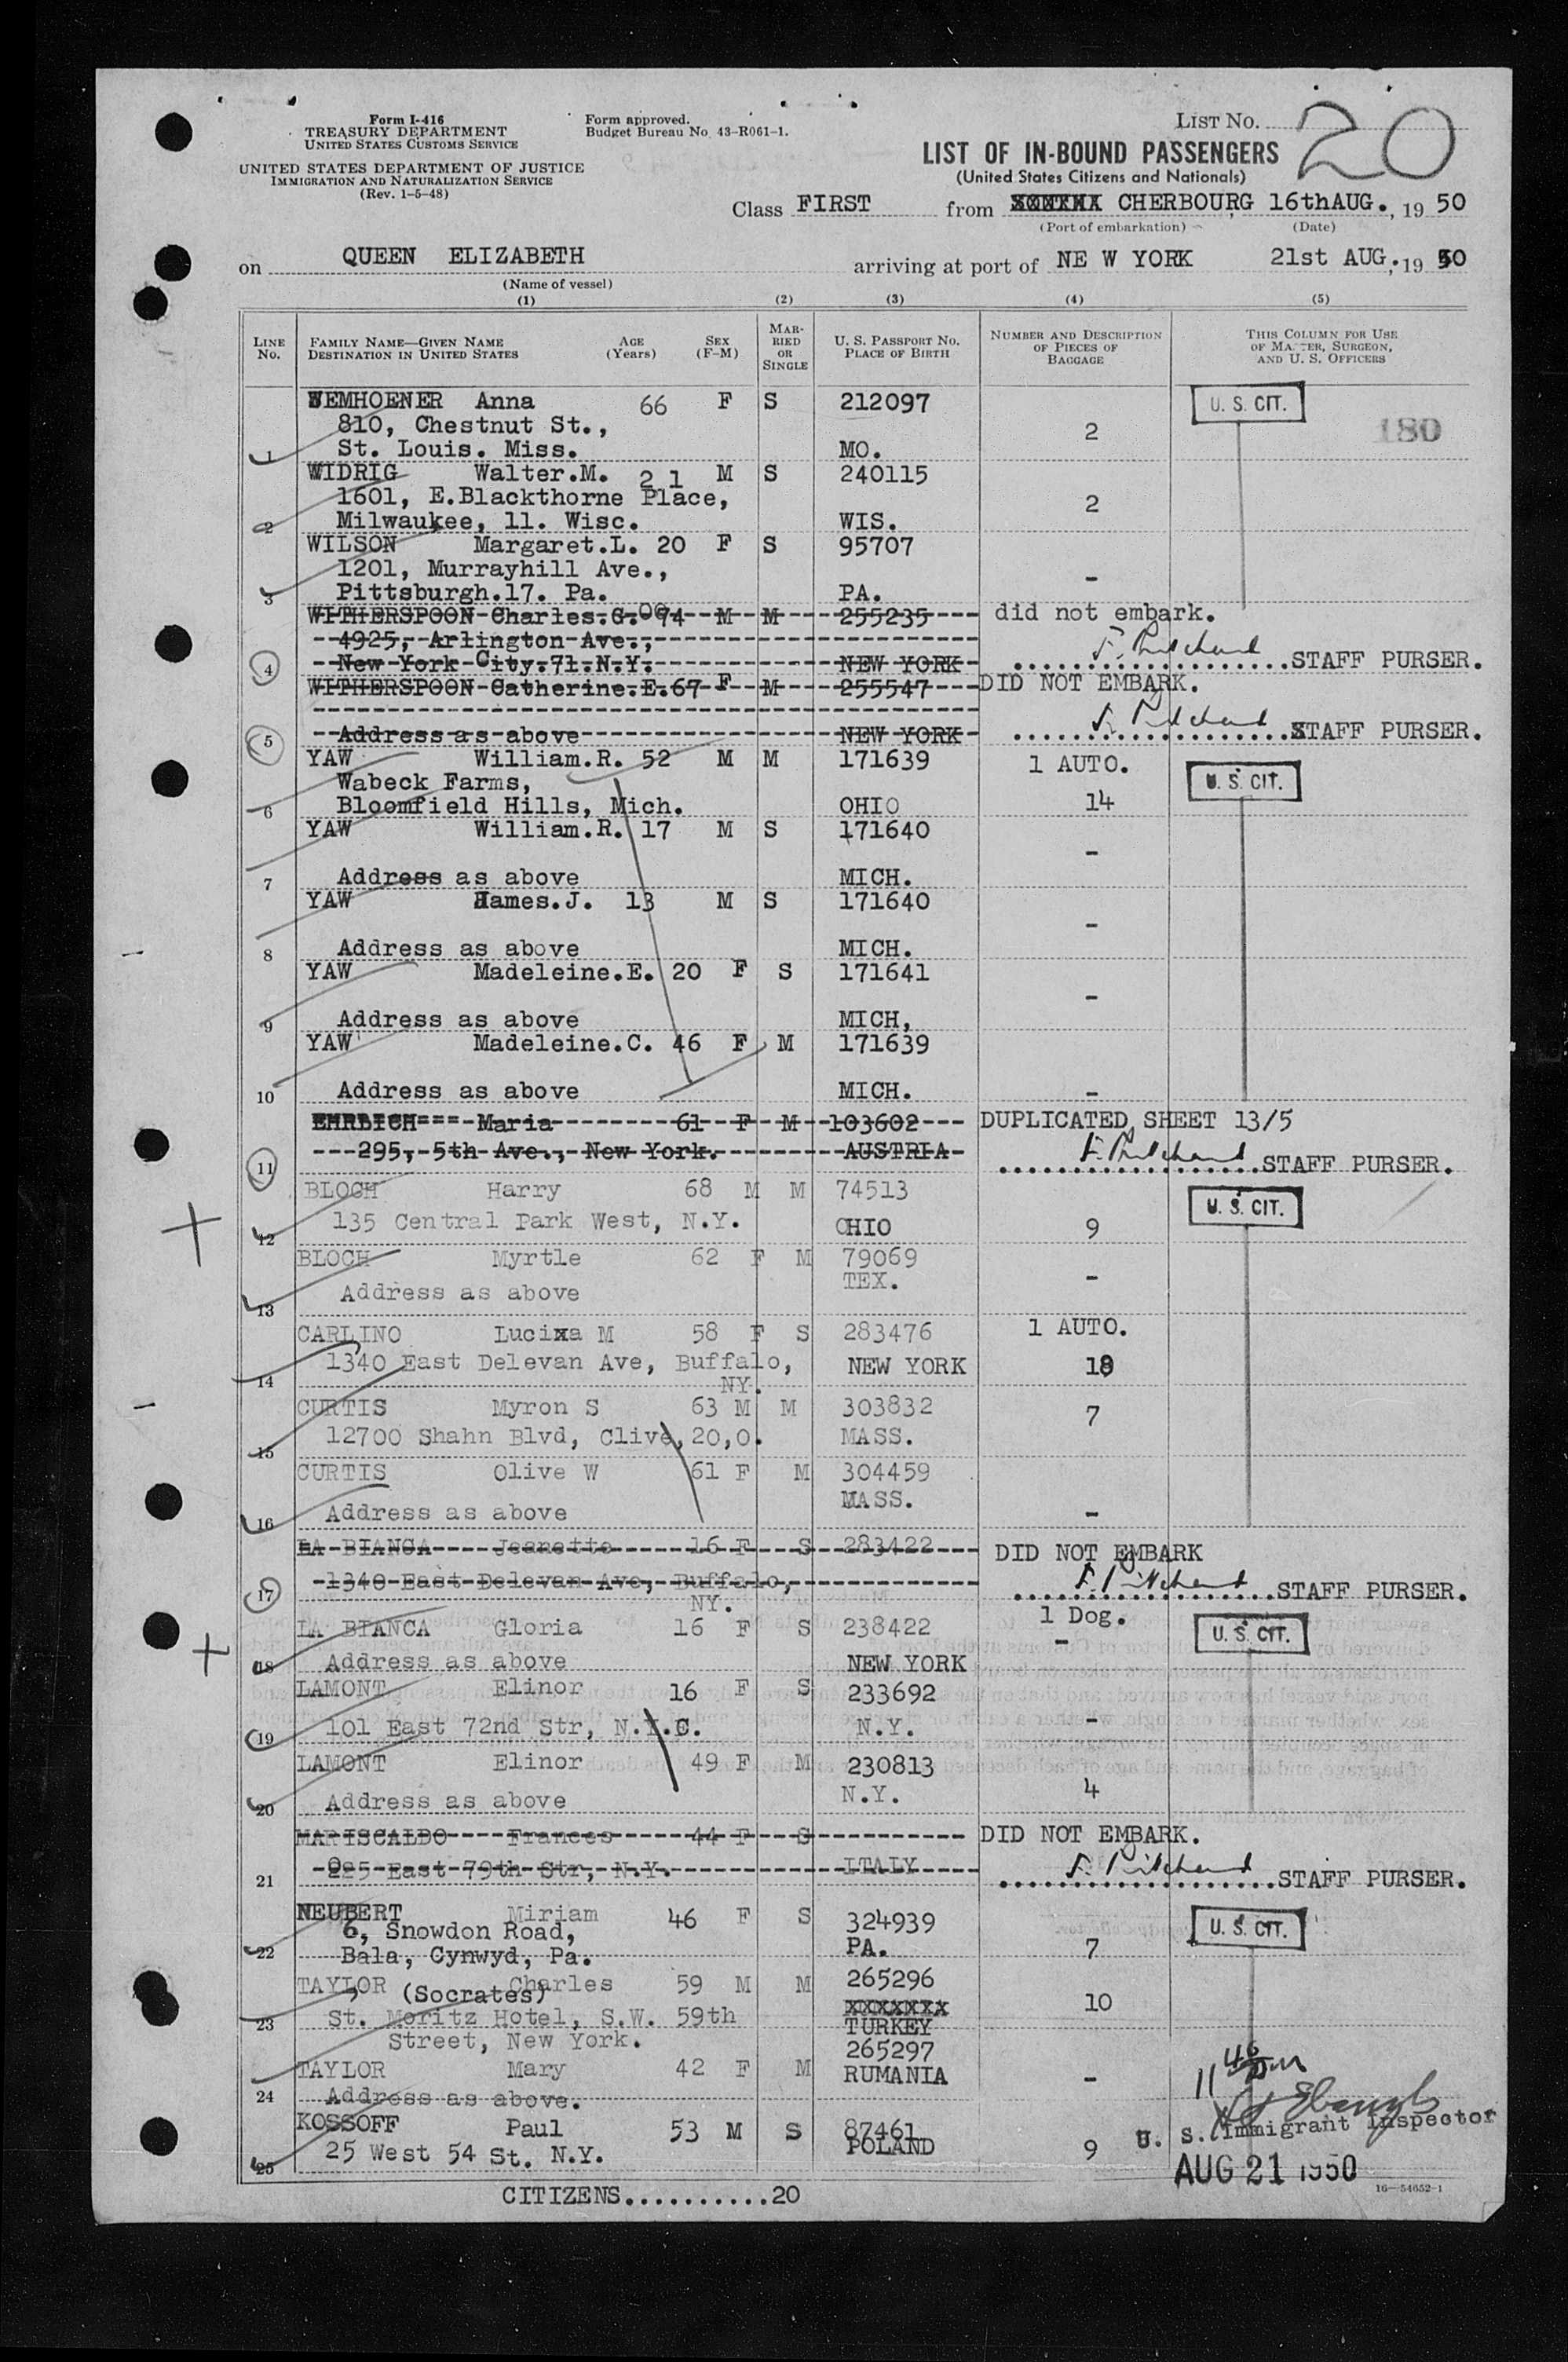 Form I-416
TREASURY DEPARTMENT
UNITED STATES CUSTOMS SERVICE
UNITED STATES DEPARTMENT OF JUSTICE
IMMIGRATION AND NATURALIZATION SERVICE
(Rev. 1-5-48)
Form approved.
Budget Bureau No. 43-R061-1.
LIST NO. 20
LIST OF IN-BOUND PASSENGERS
(United States Citizens and Nationals)
Class FIRST from CHERBOURG 16thAUG., 19 50
(Port of embarkation) (Date)
on QUEEN ELIZABETH arriving at port of NE W YORK 21st AUG., 19 50
(Name of vessel)
(1) (2) (3) (4) (5)
LINE NO. FAMILY NAME—GIVEN NAME DESTINATION IN UNITED STATES AGE (Years) SEX (F-M) MARRIED OR SINGLE U. S. PASSPORT NO. PLACE OF BIRTH NUMBER AND DESCRIPTION OF PIECES OF BAGGAGE THIS COLUMN FOR USE OF MASTER, SURGEON, AND U. S. OFFICERS
WEMHOENER Anna 66 F S 212097 U. S. CIT.
810, Chestnut St., 2 180
1 St. Louis. Miss. MO.
WIDRIG Walter.M. 21 M S 240115
1601, E.Blackthorne Place, 2
2 Milwaukee, 11. Wisc. WIS.
WILSON Margaret.L. 20 F S 95707
1201, Murrayhill Ave., -
3 Pittsburgh.17. Pa. PA.
WITHERSPOON Charles.G. 74 M M 255235 did not embark.
4925, Arlington Ave.,
4 New York City.71.N.Y. NEW YORK F. Pritchard STAFF PURSER.
WITHERSPOON Catherine.E.67 F M 255547 DID NOT EMBARK.
5 Address as above NEW YORK F. Pritchard STAFF PURSER.
YAW William.R. 52 M M 171639 1 AUTO. U. S. CIT.
Wabeck Farms,
6 Bloomfield Hills, Mich. OHIO 14
YAW William.R. 17 M S 171640
-
7 Address as above MICH.
YAW James.J. 13 M S 171640
-
8 Address as above MICH.
YAW Madeleine.E. 20 F S 171641
-
9 Address as above MICH,
YAW Madeleine.C. 46 F M 171639
10 Address as above MICH. -
EHRLICH Maria 61 F M 103602 DUPLICATED SHEET 13/5
11 295, 5th Ave., New York. AUSTRIA F. Pritchard STAFF PURSER.
BLOCH Harry 68 M M 74513 U. S. CIT.
12 135 Central Park West, N.Y. OHIO 9
BLOCH Myrtle 62 F M 79069
TEX. -
13 Address as above
CARLINO Lucia M 58 F S 283476 1 AUTO.
14 1340 East Delevan Ave, Buffalo, NEW YORK 18
NY.
CURTIS Myron S 63 M M 303832 7
15 12700 Shahn Blvd, Clive,20,O. MASS.
CURTIS Olive W 61 F M 304459
MASS.
16 Address as above -
LA BIANCA Jeanette 16 F S 283422 DID NOT EMBARK
17 1340 East Delevan Ave, Buffalo, F. Pritchard STAFF PURSER.
NY.
LA BIANCA Gloria 16 F S 238422 1 Dog. U. S. CIT.
-
18 Address as above NEW YORK
LAMONT Elinor 16 F S 233692
19 101 East 72nd Str, N.Y.C. N.Y. -
LAMONT Elinor 49 F M 230813
20 Address as above N.Y. 4
MARISCALDO Frances 44 F S DID NOT EMBARK.
21 East 79th Str, N.Y. ITALY F. Pritchard STAFF PURSER.
NEUBERT Miriam 46 F S 324939 U. S. CIT.
6, Snowdon Road,
22 Bala, Cynwyd, Pa. PA. 7
TAYLOR (Socrates) Charles 59 M M 265296
XXXXXXX 10
23 St. Moritz Hotel, S.W. 59th TURKEY
Street, New York. 265297
TAYLOR Mary 42 F M RUMANIA -
24 Address as above.
KOSSOFF Paul 53 M S 87461
25 25 West 54 St. N.Y. POLAND 9
11 46 pm
U. S. Immigrant Inspector
AUG 21 1950
CITIZENS..........20
16—54652-1